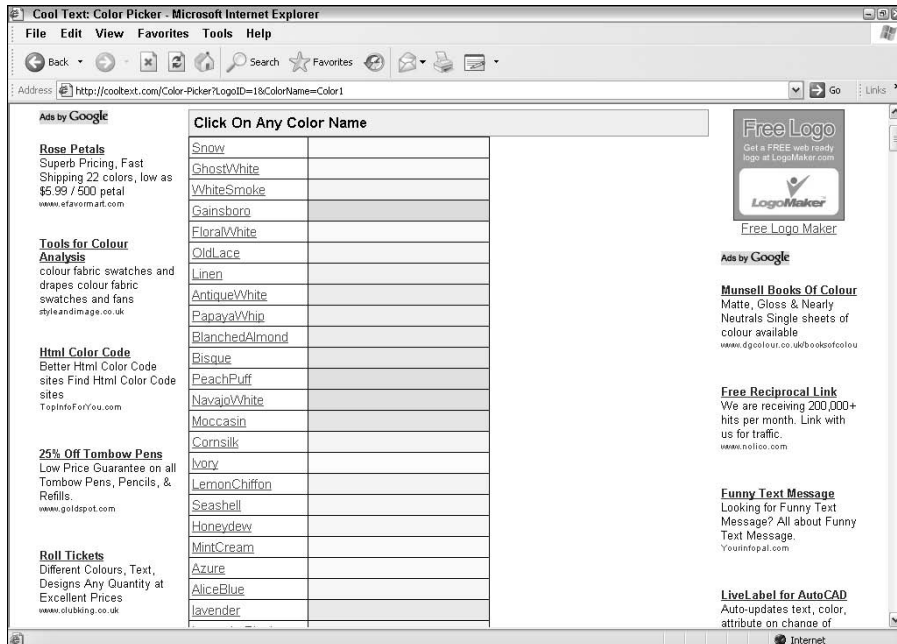 Cool Text: Color Picker - Microsoft Internet Explorer
File Edit View Favorites Tools Help
Back Search Favorites
Address http://cooltext.com/Color-Picker?LogoID=1&ColorName=Color1 Go Links
Ads by Google
Rose Petals
Superb Pricing, Fast
Shipping 22 colors, low as
$5.99 / 500 petal
www.efavormart.com
Tools for Colour
Analysis
colour fabric swatches and
drapes colour fabric
swatches and fans
styleandimage.co.uk
Html Color Code
Better Html Color Code
sites Find Html Color Code
sites
TopInfoForYou.com
25% Off Tombow Pens
Low Price Guarantee on all
Tombow Pens, Pencils, &
Refills.
www.goldspot.com
Roll Tickets
Different Colours, Text,
Designs Any Quantity at
Excellent Prices
www.clubking.co.uk
Click On Any Color Name
Snow
GhostWhite
WhiteSmoke
Gainsboro
FloralWhite
OldLace
Linen
AntiqueWhite
PapayaWhip
BlanchedAlmond
Bisque
PeachPuff
NavajoWhite
Moccasin
Cornsilk
Ivory
LemonChiffon
Seashell
Honeydew
MintCream
Azure
AliceBlue
lavender
Free Logo
Get a FREE web ready
logo at LogoMaker.com
LogoMaker
Free Logo Maker
Ads by Google
Munsell Books Of Colour
Matte, Gloss & Nearly
Neutrals Single sheets of
colour available
www.dgcolour.co.uk/booksofcolou
Free Reciprocal Link
We are receiving 200,000+
hits per month. Link with
us for traffic.
www.nolico.com
Funny Text Message
Looking for Funny Text
Message? All about Funny
Text Message.
Yourinfopal.com
LiveLabel for AutoCAD
Auto-updates text, color,
attribute on change of
Internet